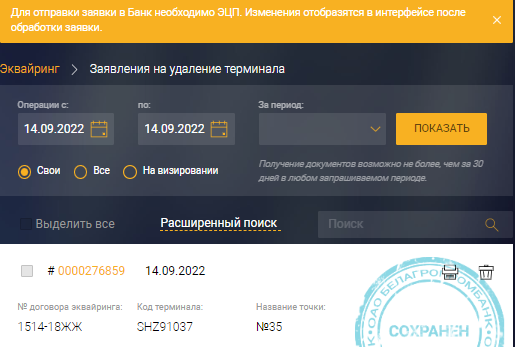 Для отправки заявки в Банк необходимо ЭЦП. Изменения отобразятся в интерфейсе после
обработки заявки.
Эквайринг > Заявления на удаление терминала
Операции с: по: За период:
14.09.2022 14.09.2022 ПОКАЗАТЬ
Свои Все На визировании
Получение документов возможно не более, чем за 30
дней в любом запрашиваемом периоде.
Выделить все Расширенный поиск Поиск
# 0000276859 14.09.2022
№ договора эквайринга: Код терминала: Название точки:
1514-18ЖЖ SHZ91037 №35
ОАО БЕЛАГРОПРОМБАНК
СОХРАНЕН